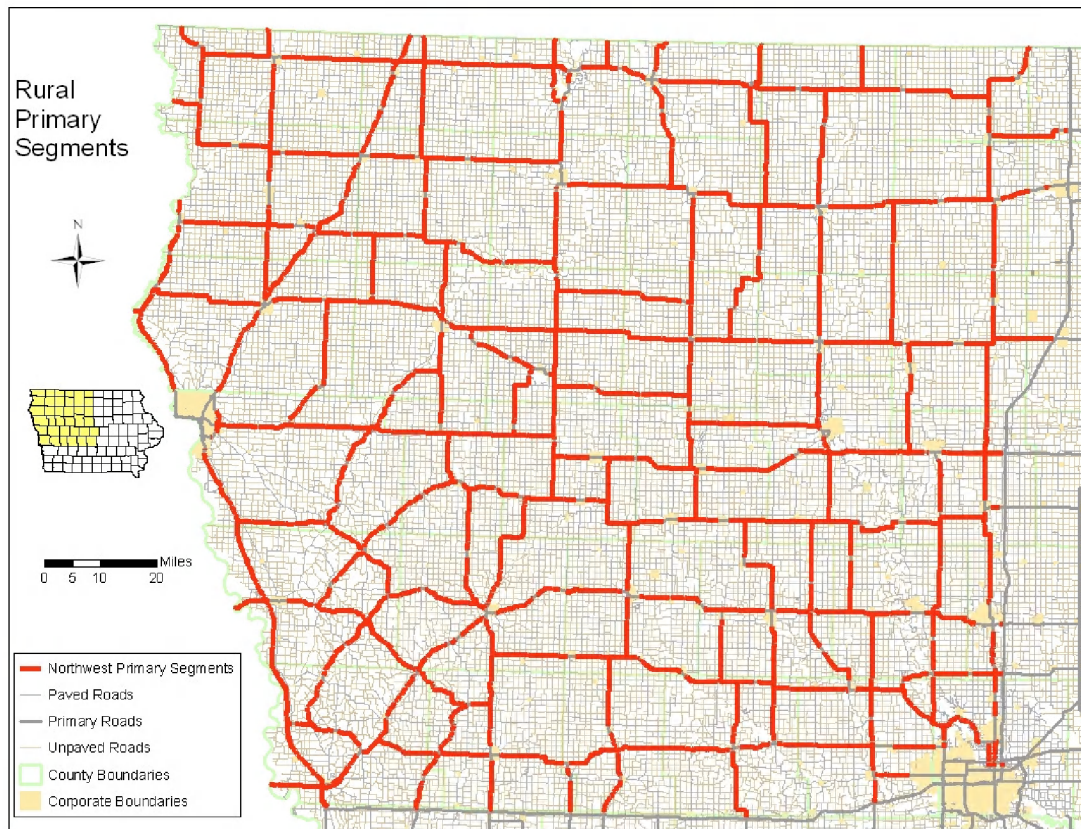 Rural
Primary
Segments
N
Miles
0 5 10 20
Northwest Primary Segments
Paved Roads
Primary Roads
Unpaved Roads
County Boundaries
Corporate Boundaries